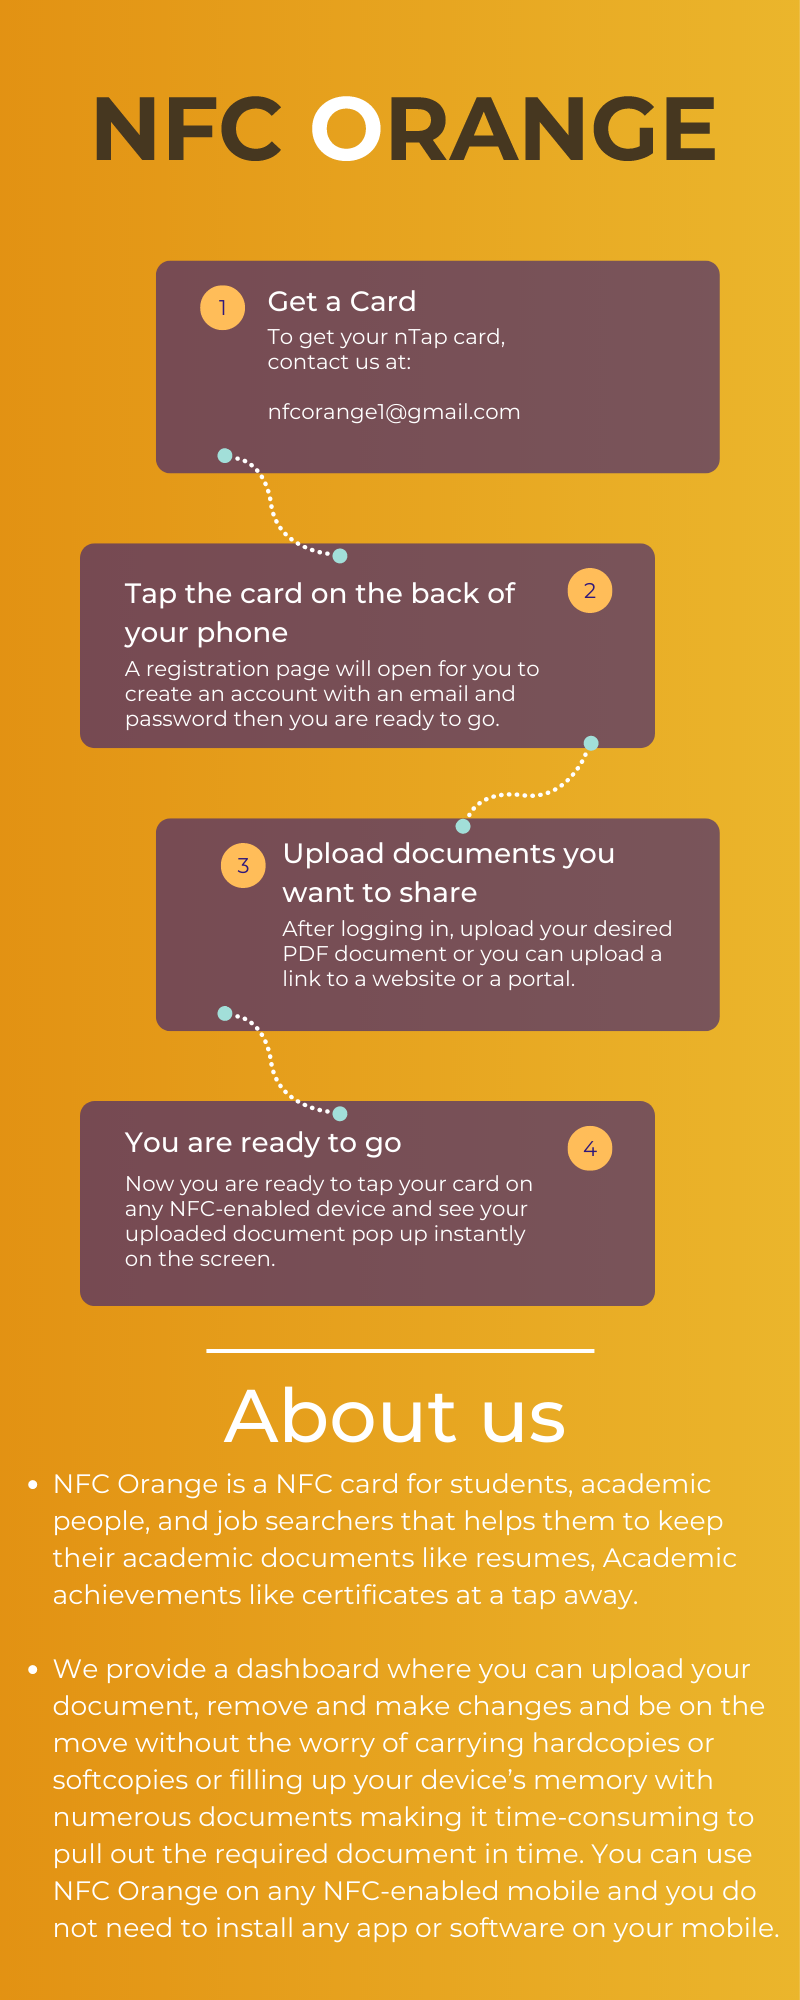 NFC ORANGE
1
Get a Card
To get your nTap card,
contact us at:
nfcorange1@gmail.com
Tap the card on the back of
your phone
2
A registration page will open for you to
create an account with an email and
password then you are ready to go.
3
Upload documents you
want to share
After logging in, upload your desired
PDF document or you can upload a
link to a website or a portal.
You are ready to go
4
Now you are ready to tap your card on
any NFC-enabled device and see your
uploaded document pop up instantly
on the screen.
About us
• NFC Orange is a NFC card for students, academic
people, and job searchers that helps them to keep
their academic documents like resumes, Academic
achievements like certificates at a tap away.
• We provide a dashboard where you can upload your
document, remove and make changes and be on the
move without the worry of carrying hardcopies or
softcopies or filling up your device’s memory with
numerous documents making it time-consuming to
pull out the required document in time. You can use
NFC Orange on any NFC-enabled mobile and you do
not need to install any app or software on your mobile.